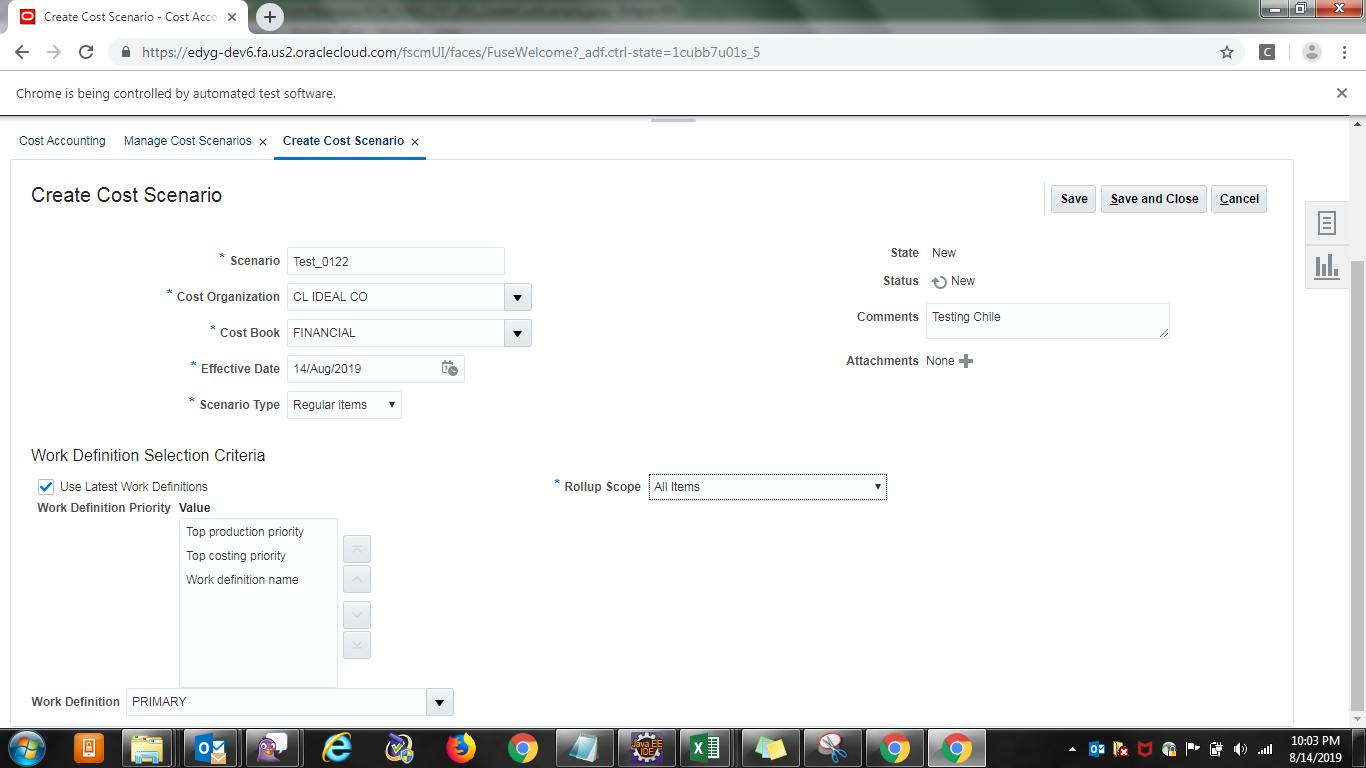 Create Cost Scenario - Cost Acco
https://edyg-dev6.fa.us2.oraclecloud.com/fscmUI/faces/FuseWelcome?_adf.ctrl-state=1cubb7u01s_5
C
Chrome is being controlled by automated test software.
Cost Accounting Manage Cost Scenarios Create Cost Scenario
Create Cost Scenario
Save Save and Close Cancel
* Scenario Test_0122
* Cost Organization CL IDEAL CO
* Cost Book FINANCIAL
* Effective Date 14/Aug/2019
* Scenario Type Regular items
State New
Status New
Comments Testing Chile
Attachments None
Work Definition Selection Criteria
Use Latest Work Definitions
* Rollup Scope All Items
Work Definition Priority Value
Top production priority
Top costing priority
Work definition name
Work Definition PRIMARY
Java EE
IDE
10:03 PM
8/14/2019